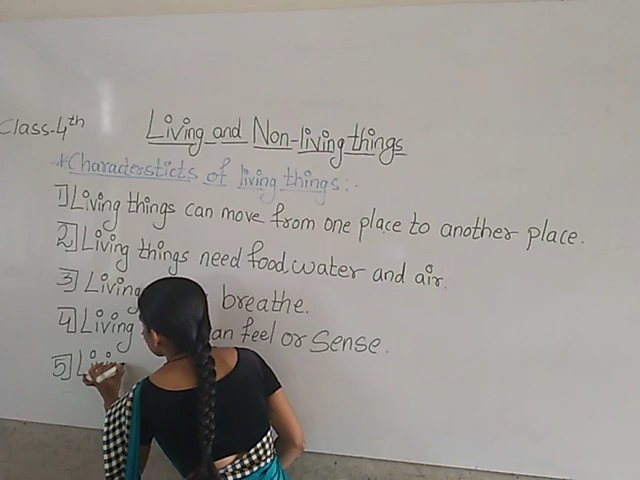 Class-4th
Living and Non-living things
*Characterstices of living things:-
1] Living things can move from one place to another place.
2] Living things need food, water and air.
3] Living breathe.
4] Living an feel or Sense.
5] Li